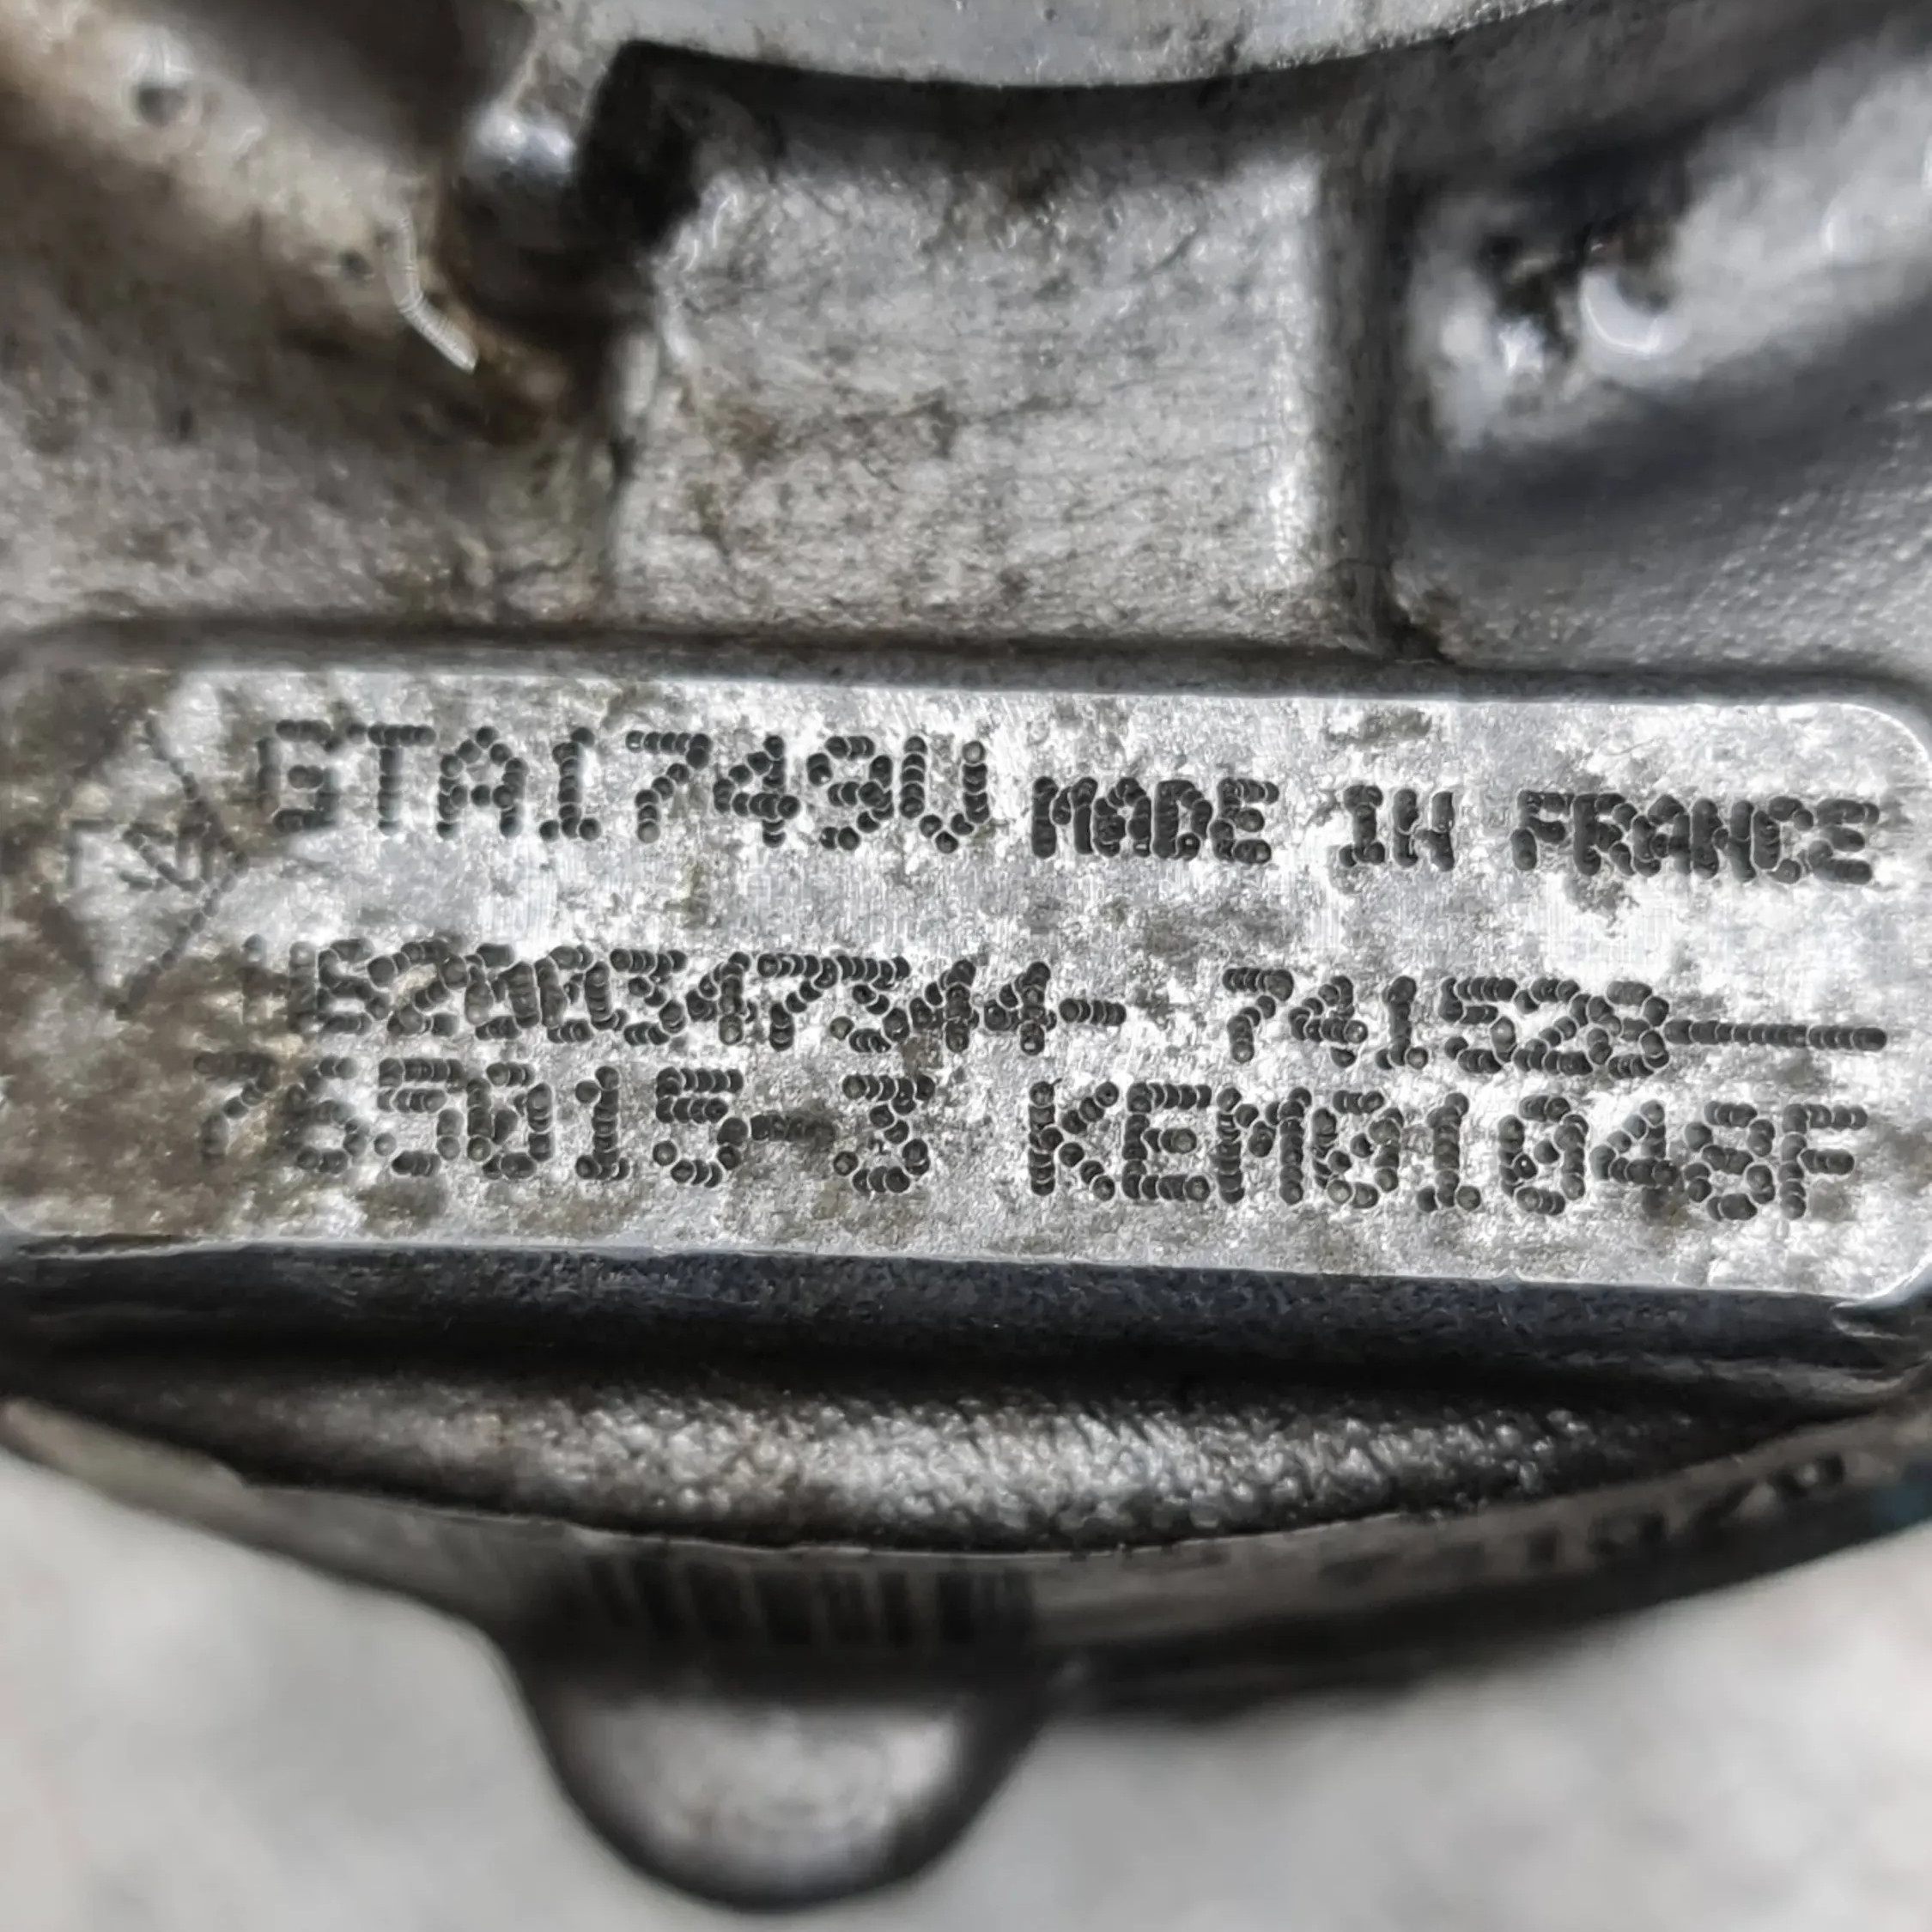 GTA1749V MADE IN FRANCE
H8200347344- 741528-
765015-3 KEM01048F